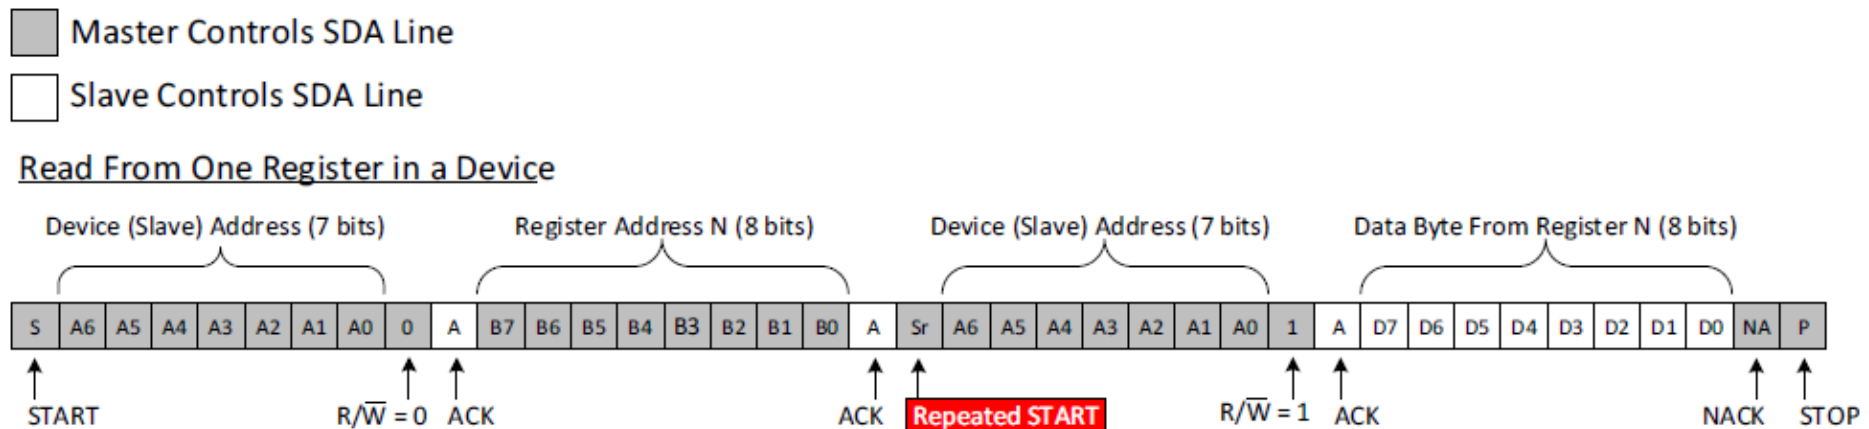 Master Controls SDA Line
Slave Controls SDA Line
Read From One Register in a Device
Device (Slave) Address (7 bits) Register Address N (8 bits) Device (Slave) Address (7 bits) Data Byte From Register N (8 bits)
S A6 A5 A4 A3 A2 A1 A0 0 A B7 B6 B5 B4 B3 B2 B1 B0 A Sr A6 A5 A4 A3 A2 A1 A0 1 A D7 D6 D5 D4 D3 D2 D1 D0 NA P
START R/W̅ = 0 ACK ACK Repeated START R/W̅ = 1 ACK NACK STOP